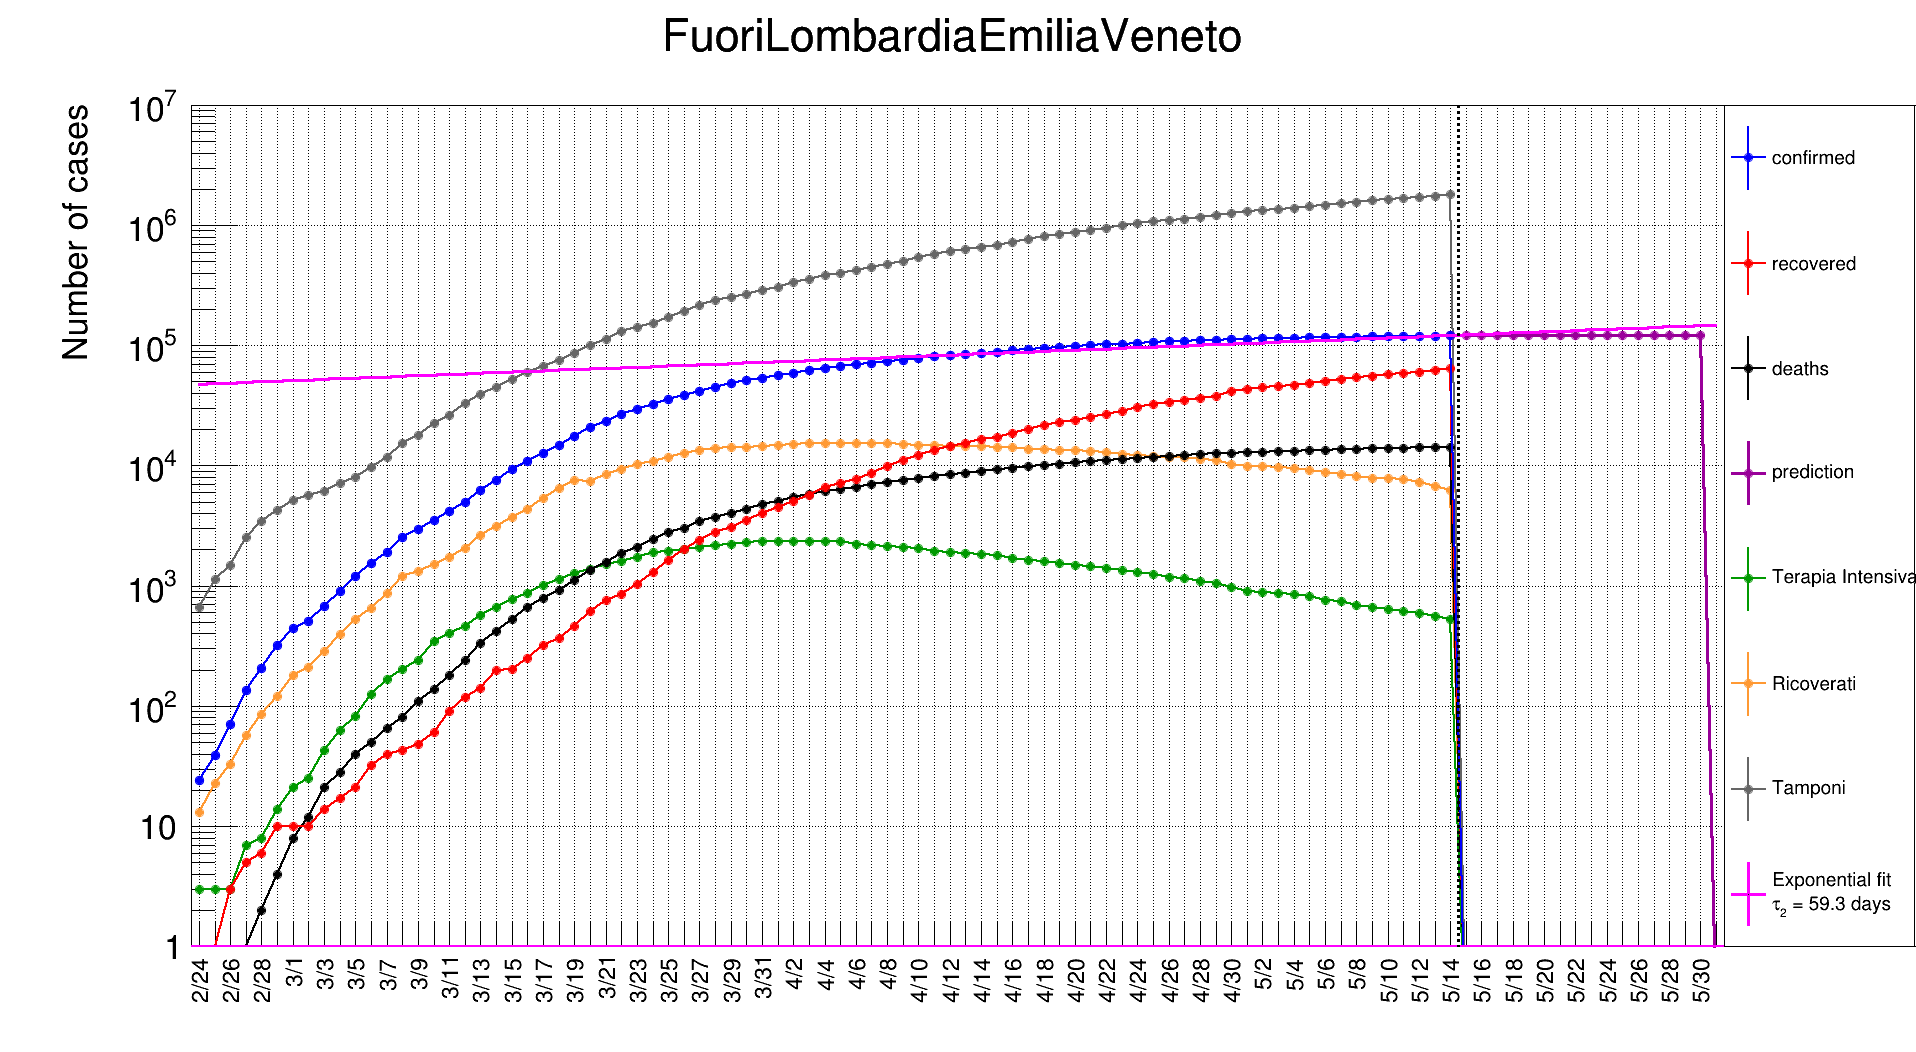 FuoriLombardiaEmiliaVeneto
Number of cases
10^7
10^6
10^5
10^4
10^3
10^2
10
1
2/24 2/26 2/28 3/1 3/3 3/5 3/7 3/9 3/11 3/13 3/15 3/17 3/19 3/21 3/23 3/25 3/27 3/29 3/31 4/2 4/4 4/6 4/8 4/10 4/12 4/14 4/16 4/18 4/20 4/22 4/24 4/26 4/28 4/30 5/2 5/4 5/6 5/8 5/10 5/12 5/14 5/16 5/18 5/20 5/22 5/24 5/26 5/28 5/30
confirmed
recovered
deaths
prediction
Terapia Intensiva
Ricoverati
Tamponi
Exponential fit
τ₂ = 59.3 days